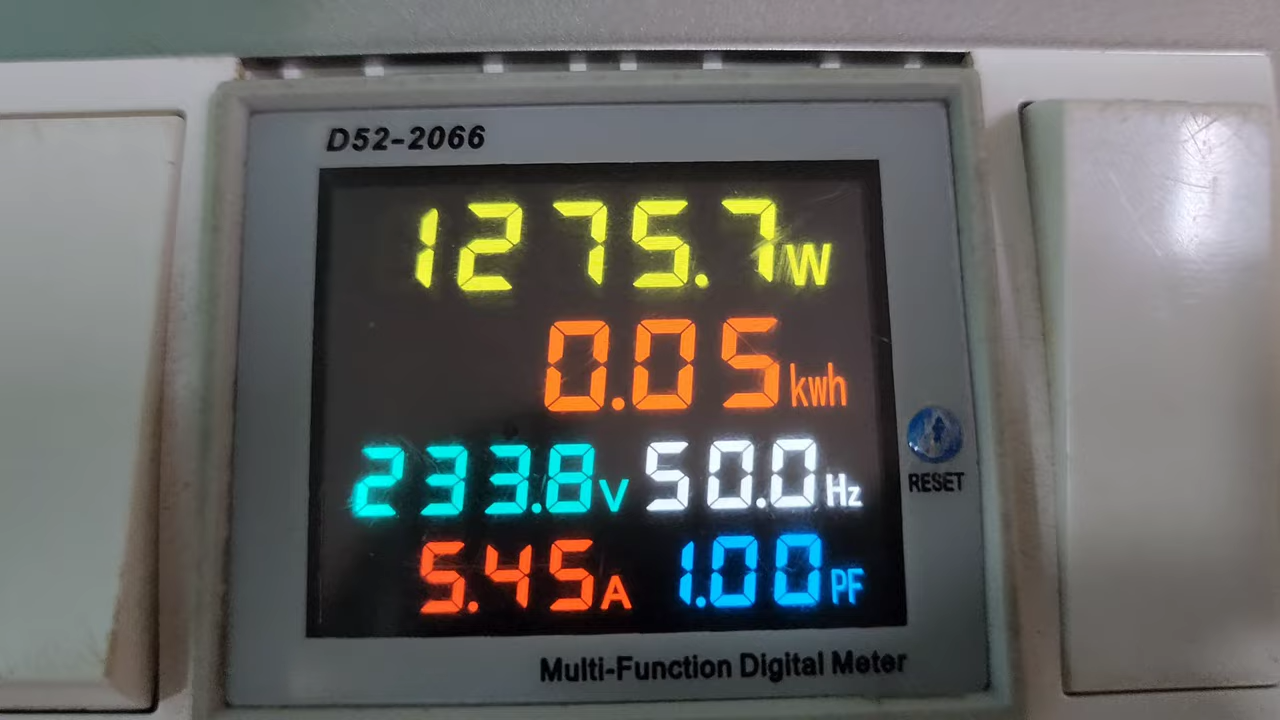 D52-2066
1275.7W
0.05kwh
233.8V 50.0Hz
5.45A 1.00PF
RESET
Multi-Function Digital Meter